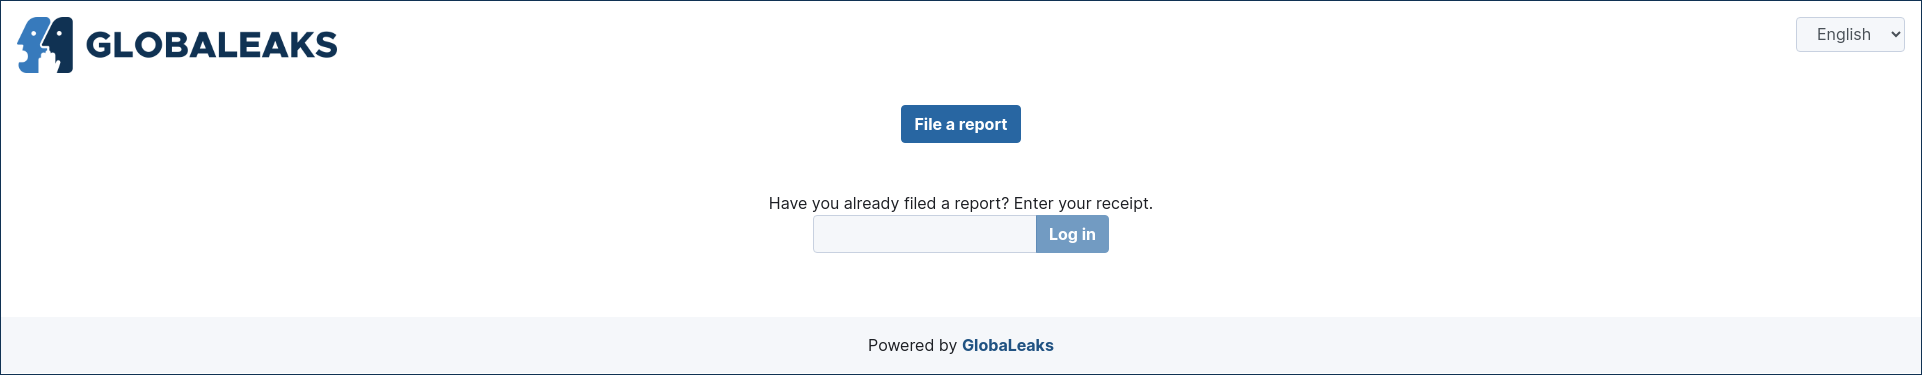 GLOBALEAKS
English
File a report
Have you already filed a report? Enter your receipt.
Log in
Powered by GlobaLeaks